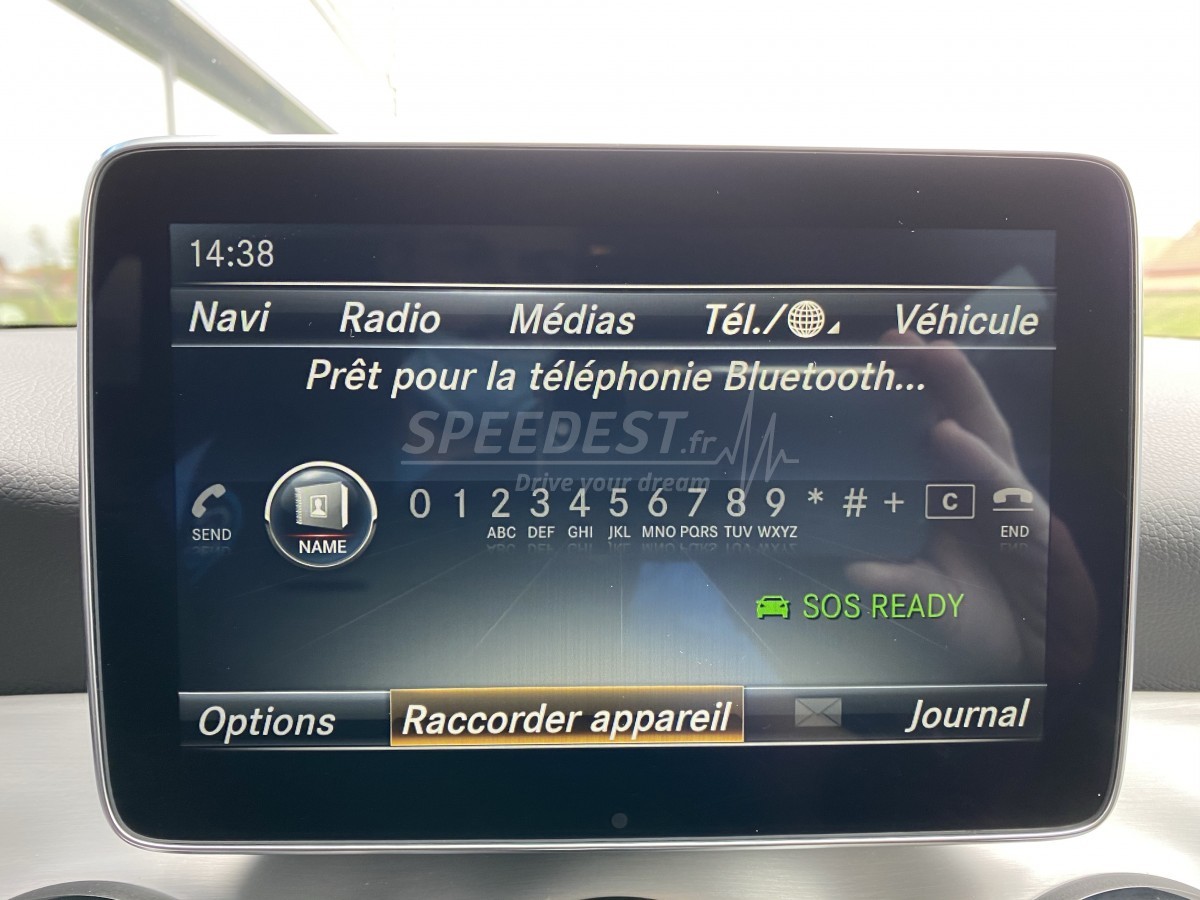 14:38
Navi Radio Médias Tél./ Véhicule
Prêt pour la téléphonie Bluetooth...
SPEEDEST.fr
Drive your dream
0 1 2 3 4 5 6 7 8 9 * # + C
SEND NAME ABC DEF GHI JKL MNO PQRS TUV WXYZ END
SOS READY
Options Raccorder appareil Journal